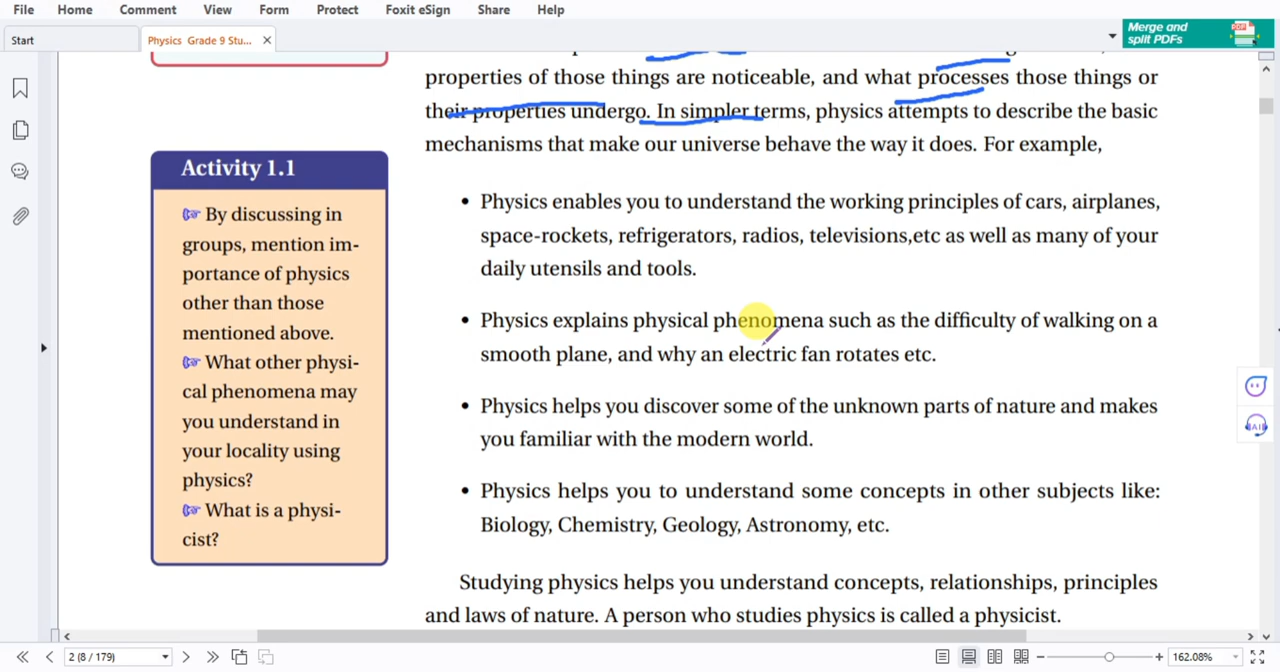 File Home Comment View Form Protect Foxit eSign Share Help
Start
Physics Grade 9 Stu...
Merge and
split PDFs
properties of those things are noticeable, and what processes those things or
their properties undergo. In simpler terms, physics attempts to describe the basic
mechanisms that make our universe behave the way it does. For example,
Activity 1.1
By discussing in
groups, mention im-
portance of physics
other than those
mentioned above.
What other physi-
cal phenomena may
you understand in
your locality using
physics?
What is a physi-
cist?
• Physics enables you to understand the working principles of cars, airplanes,
space-rockets, refrigerators, radios, televisions,etc as well as many of your
daily utensils and tools.
• Physics explains physical phenomena such as the difficulty of walking on a
smooth plane, and why an electric fan rotates etc.
• Physics helps you discover some of the unknown parts of nature and makes
you familiar with the modern world.
• Physics helps you to understand some concepts in other subjects like:
Biology, Chemistry, Geology, Astronomy, etc.
Studying physics helps you understand concepts, relationships, principles
and laws of nature. A person who studies physics is called a physicist.
2 (8 / 179)
162.08%